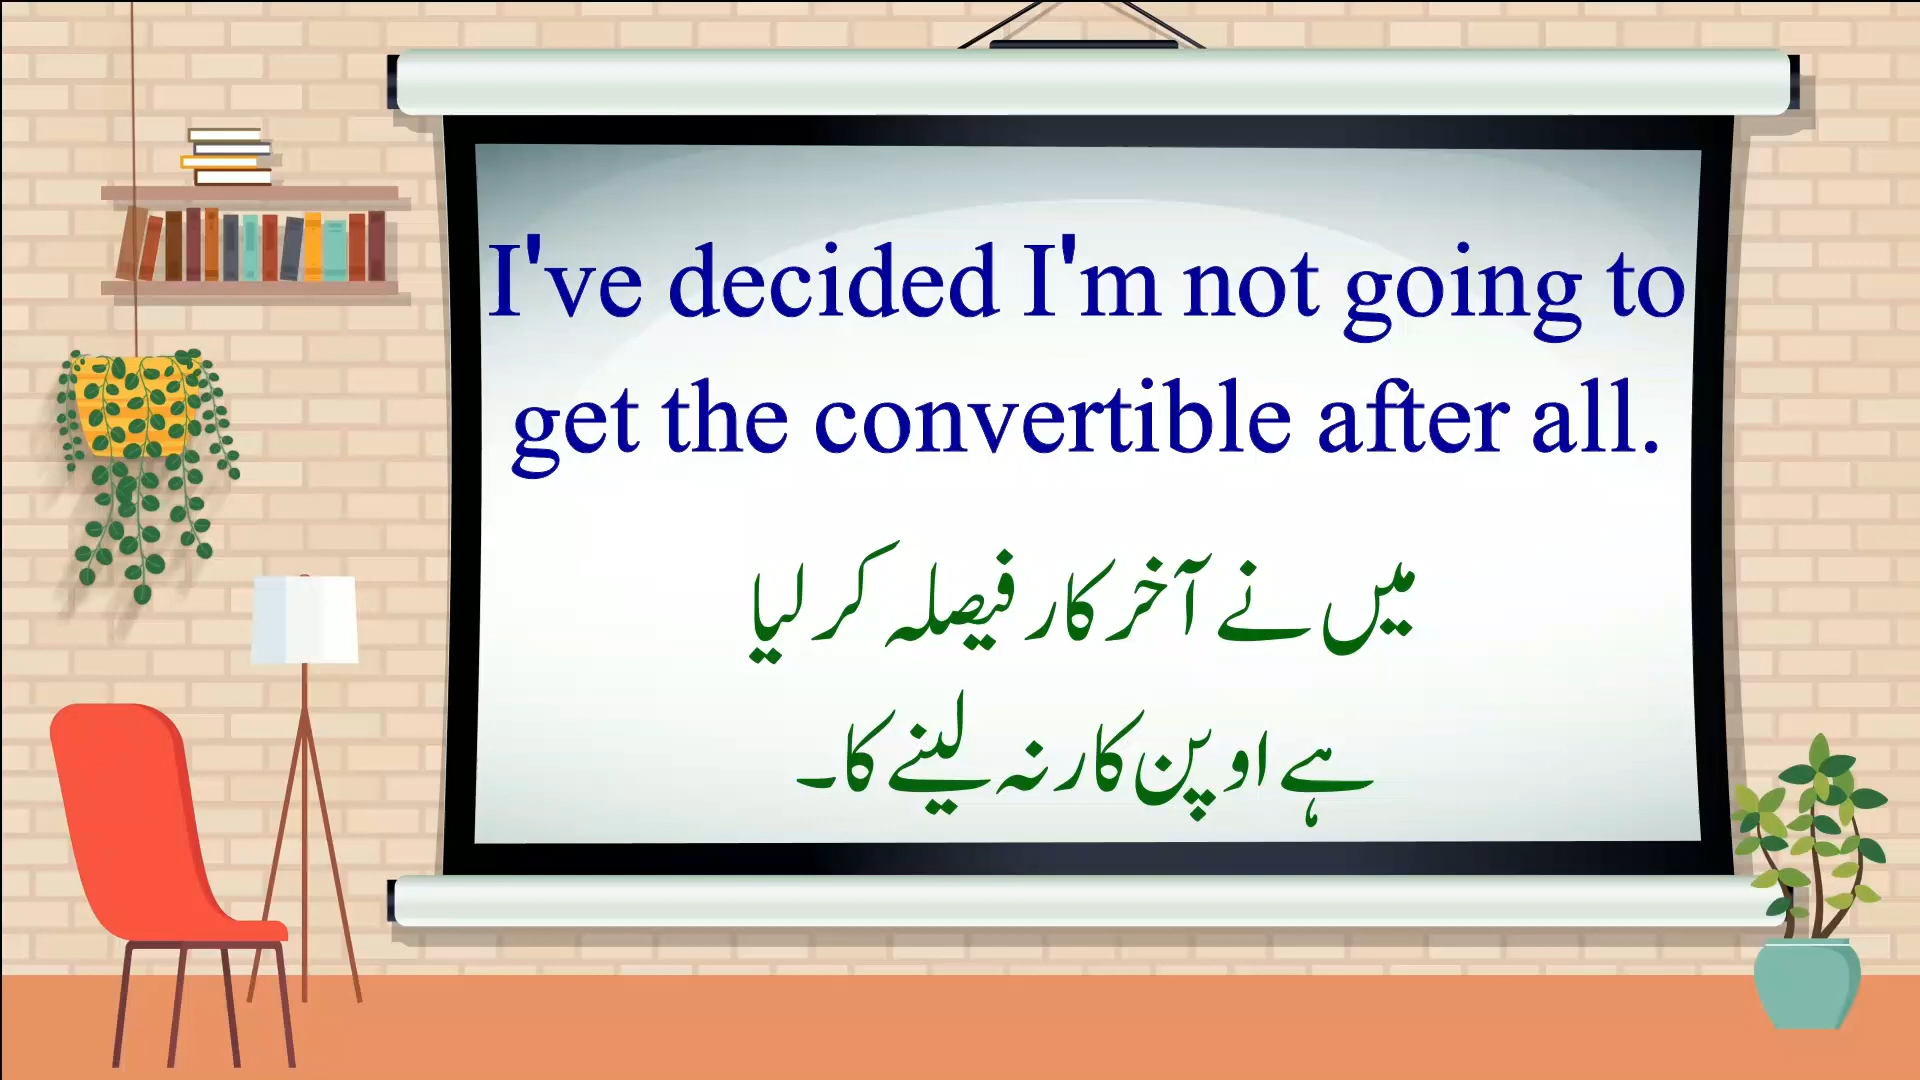 I've decided I'm not going to
get the convertible after all.
میں نے آخر کار فیصلہ کر لیا
ہے اوپن کار نہ لینے کا۔